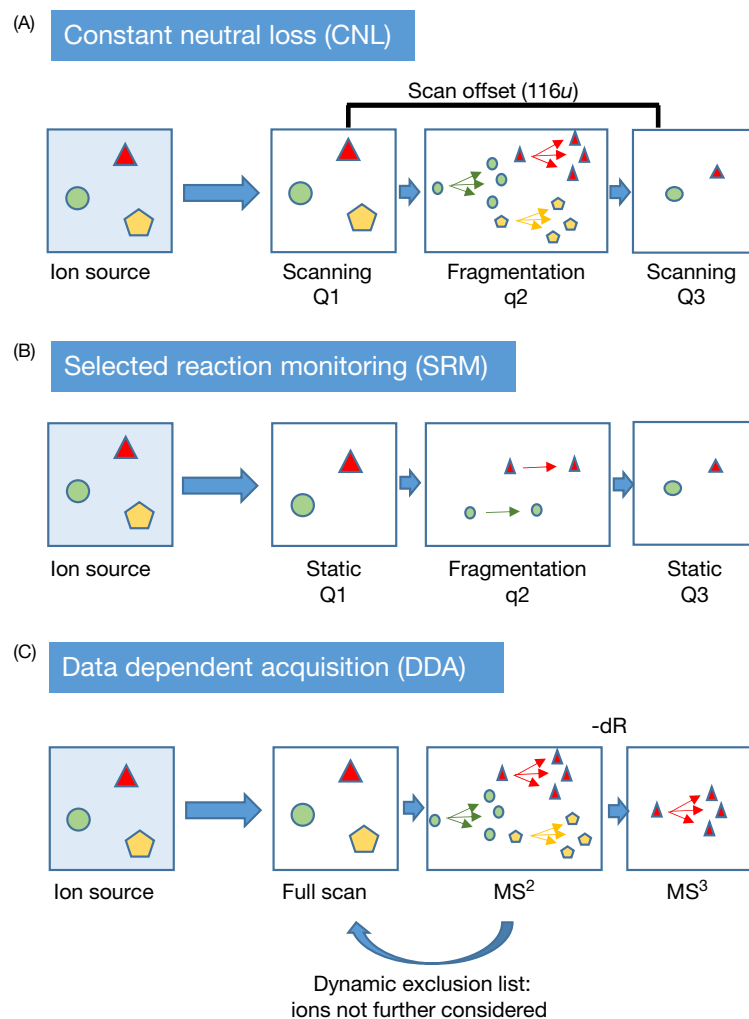 (A)
Constant neutral loss (CNL)
Scan offset (116u)
Ion source
Scanning
Q1
Fragmentation
q2
Scanning
Q3
(B)
Selected reaction monitoring (SRM)
Ion source
Static
Q1
Fragmentation
q2
Static
Q3
(C)
Data dependent acquisition (DDA)
-dR
Ion source
Full scan
MS²
MS³
Dynamic exclusion list:
ions not further considered